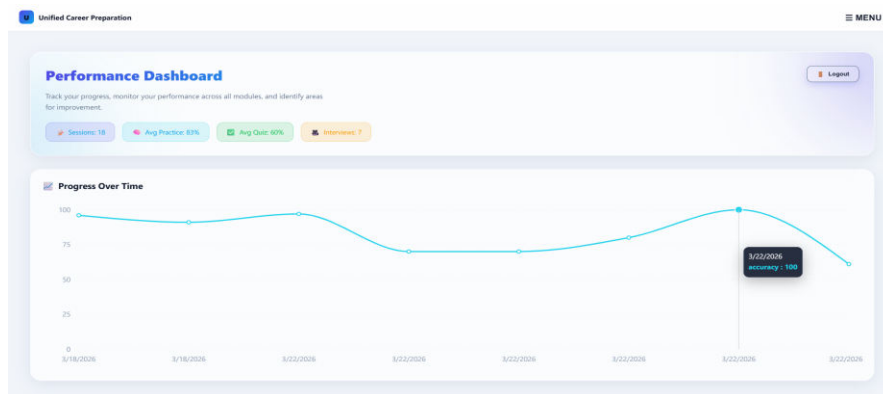 U Unified Career Preparation
☰ MENU
Performance Dashboard
Logout
Track your progress, monitor your performance across all modules, and identify areas
for improvement.
Sessions: 18
Avg Practice: 83%
Avg Quiz: 60%
Interviews: 7
Progress Over Time
100
75
50
25
0
3/22/2026
accuracy : 100
3/18/2026 3/18/2026 3/22/2026 3/22/2026 3/22/2026 3/22/2026 3/22/2026 3/22/2026